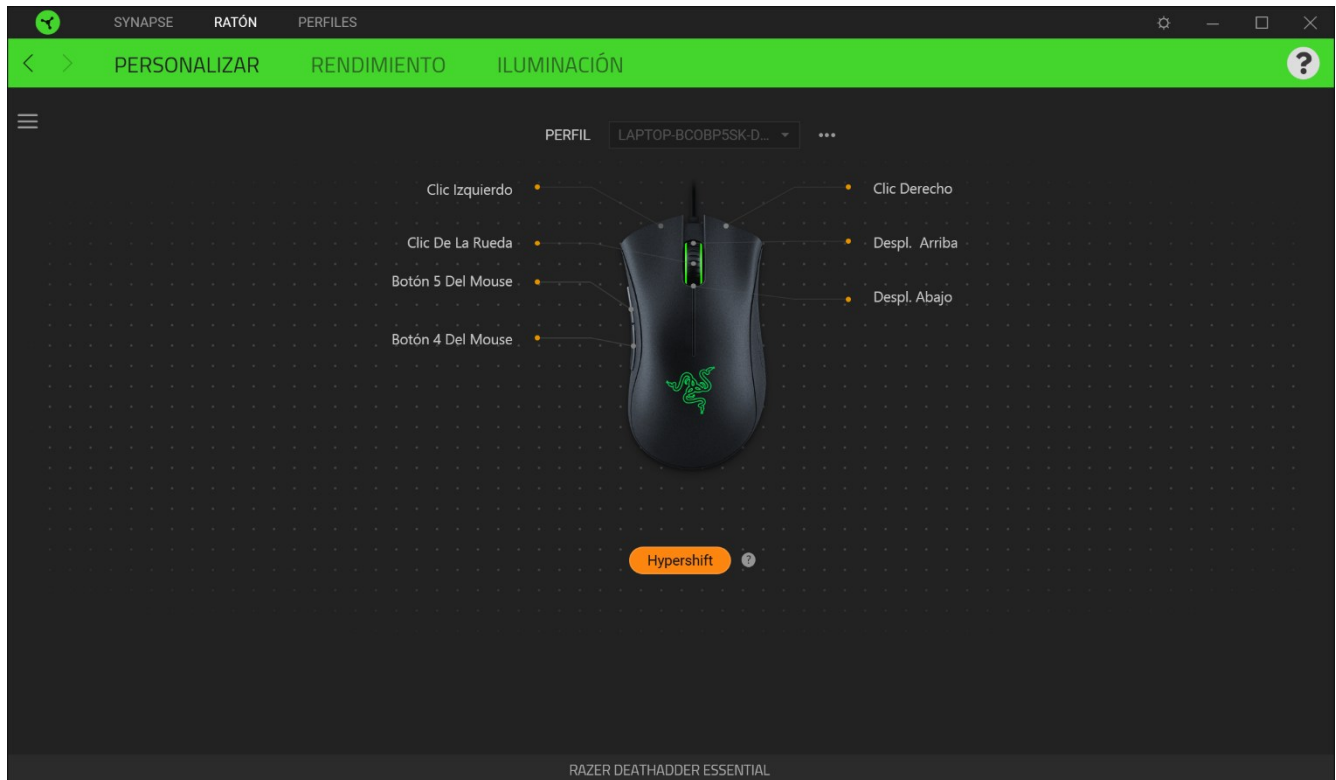 SYNAPSE RATÓN PERFILES
PERSONALIZAR RENDIMIENTO ILUMINACIÓN ?
PERFIL LAPTOP-BCOBP5SK-D... •••
Clic Izquierdo Clic Derecho
Clic De La Rueda Despl. Arriba
Botón 5 Del Mouse
Despl. Abajo
Botón 4 Del Mouse
Hypershift ?
RAZER DEATHADDER ESSENTIAL